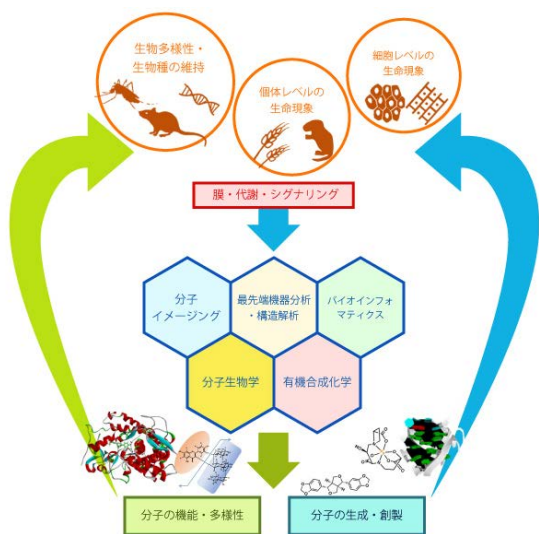 生物多様性・
生物種の維持
個体レベルの
生命現象
細胞レベルの
生命現象
膜・代謝・シグナリング
分子
イメージング
最先端機器分析
・構造解析
バイオインフォ
マティクス
分子生物学
有機合成化学
分子の機能・多様性
分子の生成・創製